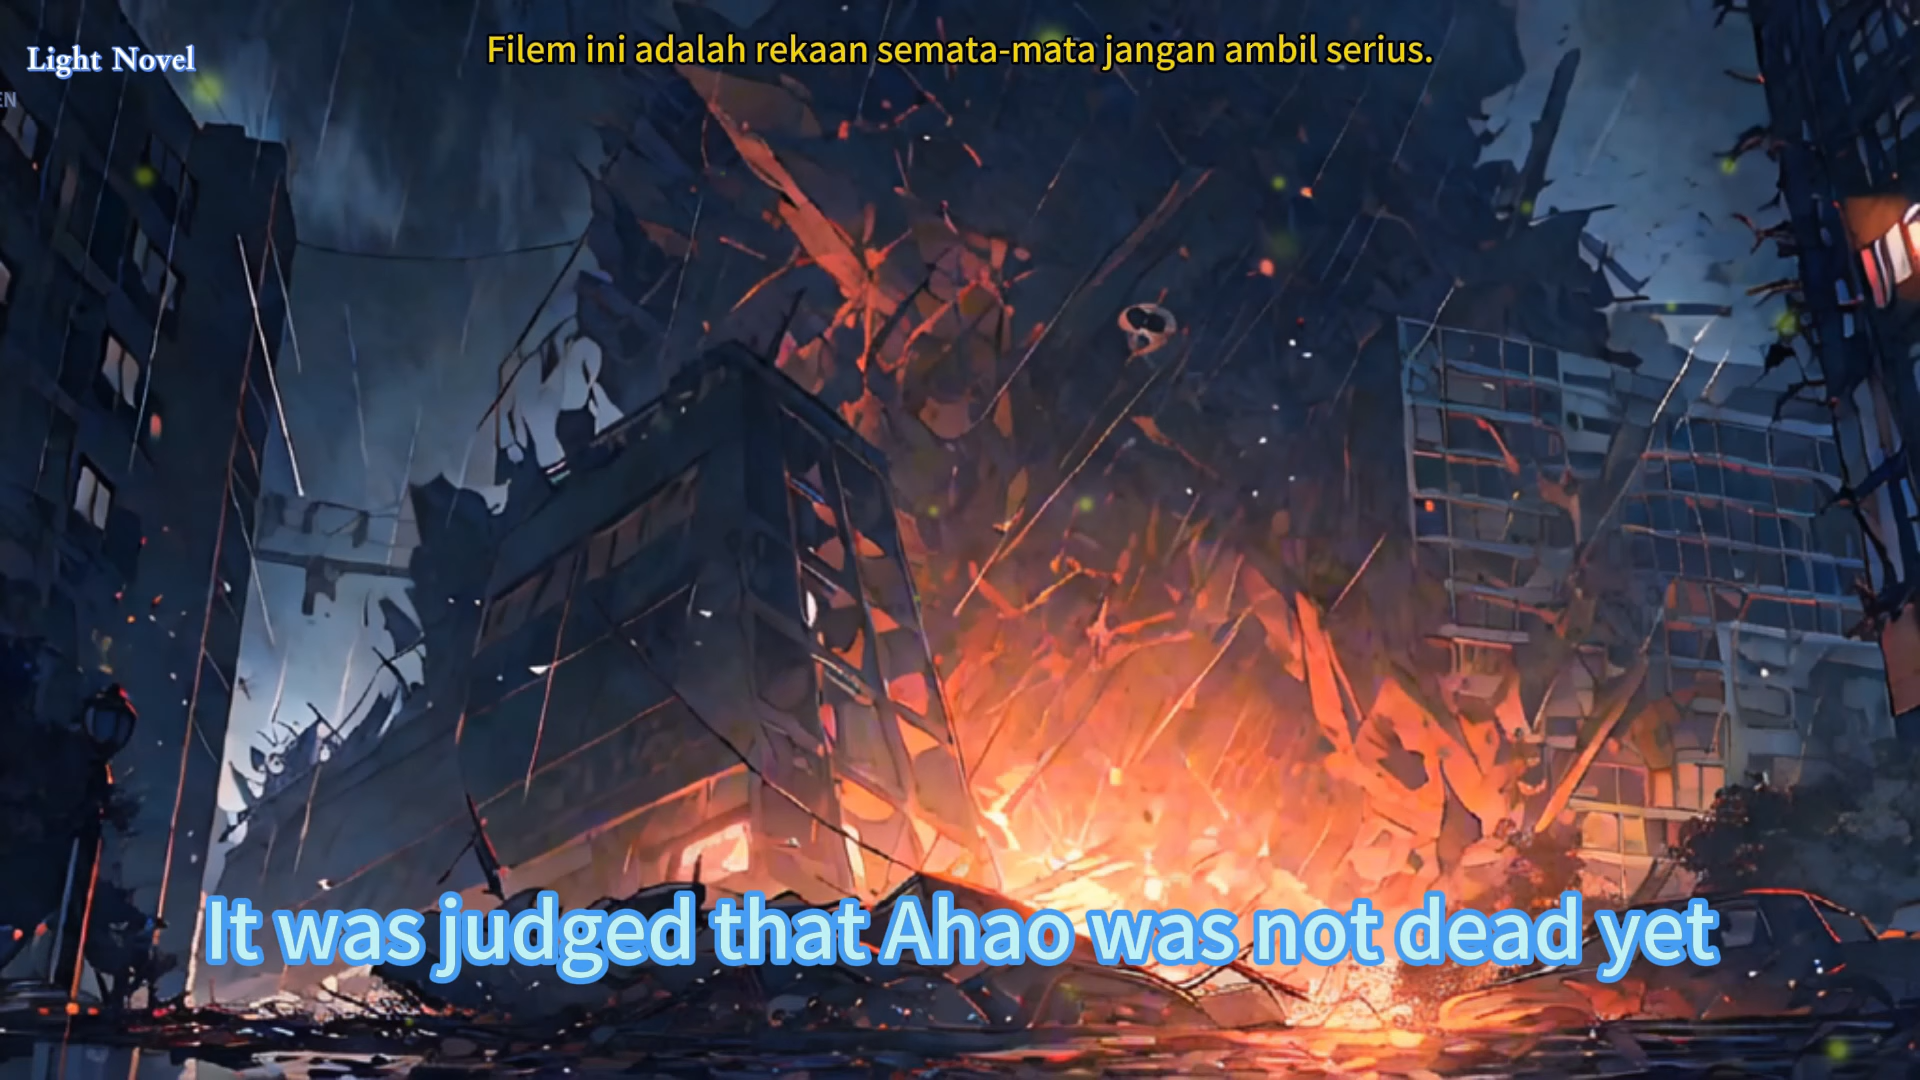 Filem ini adalah rekaan semata-mata jangan ambil serius.
Light Novel
EN
It was judged that Ahao was not dead yet